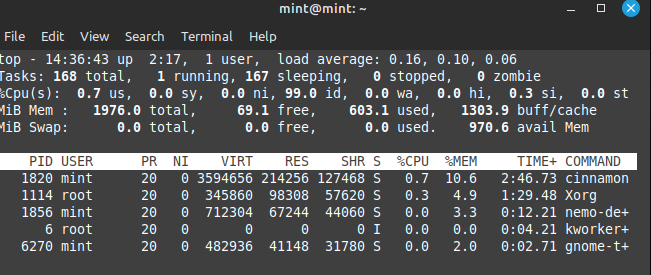 mint@mint: ~
File Edit View Search Terminal Help
top - 14:36:43 up  2:17,  1 user,  load average: 0.16, 0.10, 0.06
Tasks: 168 total,   1 running, 167 sleeping,   0 stopped,   0 zombie
%Cpu(s):  0.7 us,  0.0 sy,  0.0 ni, 99.0 id,  0.0 wa,  0.0 hi,  0.3 si,  0.0 st
MiB Mem :   1976.0 total,     69.1 free,    603.1 used,   1303.9 buff/cache
MiB Swap:      0.0 total,      0.0 free,      0.0 used.    970.6 avail Mem
PID USER      PR  NI    VIRT    RES    SHR S  %CPU  %MEM     TIME+ COMMAND
1820 mint      20   0 3594656 214256 127468 S   0.7  10.6   2:46.73 cinnamon
1114 root      20   0  345860  98308  57620 S   0.3   4.9   1:29.48 Xorg
1856 mint      20   0  712304  67244  44060 S   0.0   3.3   0:12.21 nemo-de+
6 root      20   0       0      0      0 I   0.0   0.0   0:04.21 kworker+
6270 mint      20   0  482936  41148  31780 S   0.0   2.0   0:02.71 gnome-t+